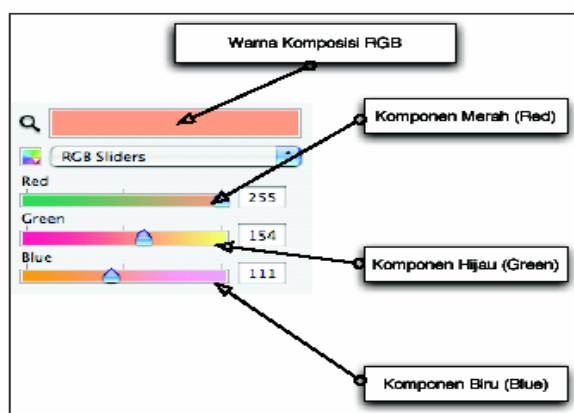 Warna Komposisi RGB
Komponen Merah (Red)
RGB Sliders
Red
255
Green
154
Komponen Hijau (Green)
Blue
111
Komponen Biru (Blue)